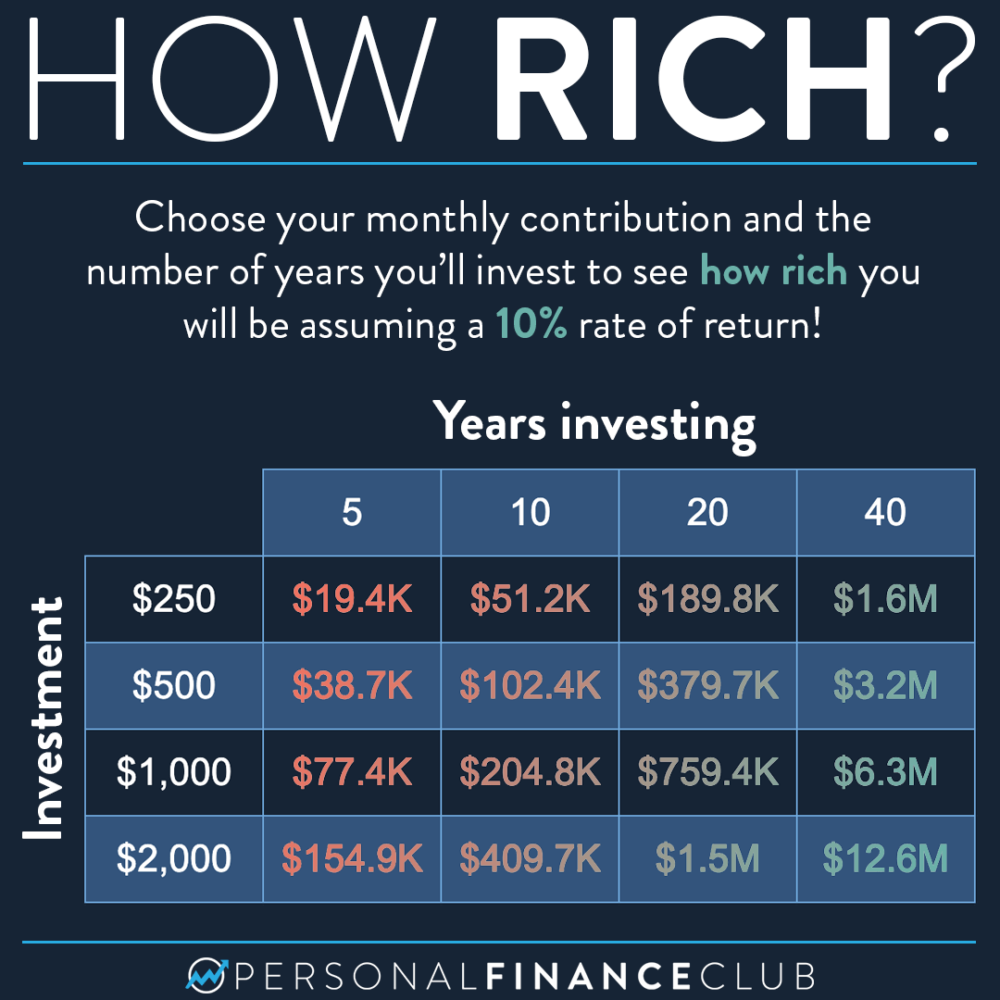 HOW RICH?
Choose your monthly contribution and the
number of years you’ll invest to see how rich you
will be assuming a 10% rate of return!
Years investing
5 10 20 40
Investment
$250 $19.4K $51.2K $189.8K $1.6M
$500 $38.7K $102.4K $379.7K $3.2M
$1,000 $77.4K $204.8K $759.4K $6.3M
$2,000 $154.9K $409.7K $1.5M $12.6M
PERSONALFINANCECLUB